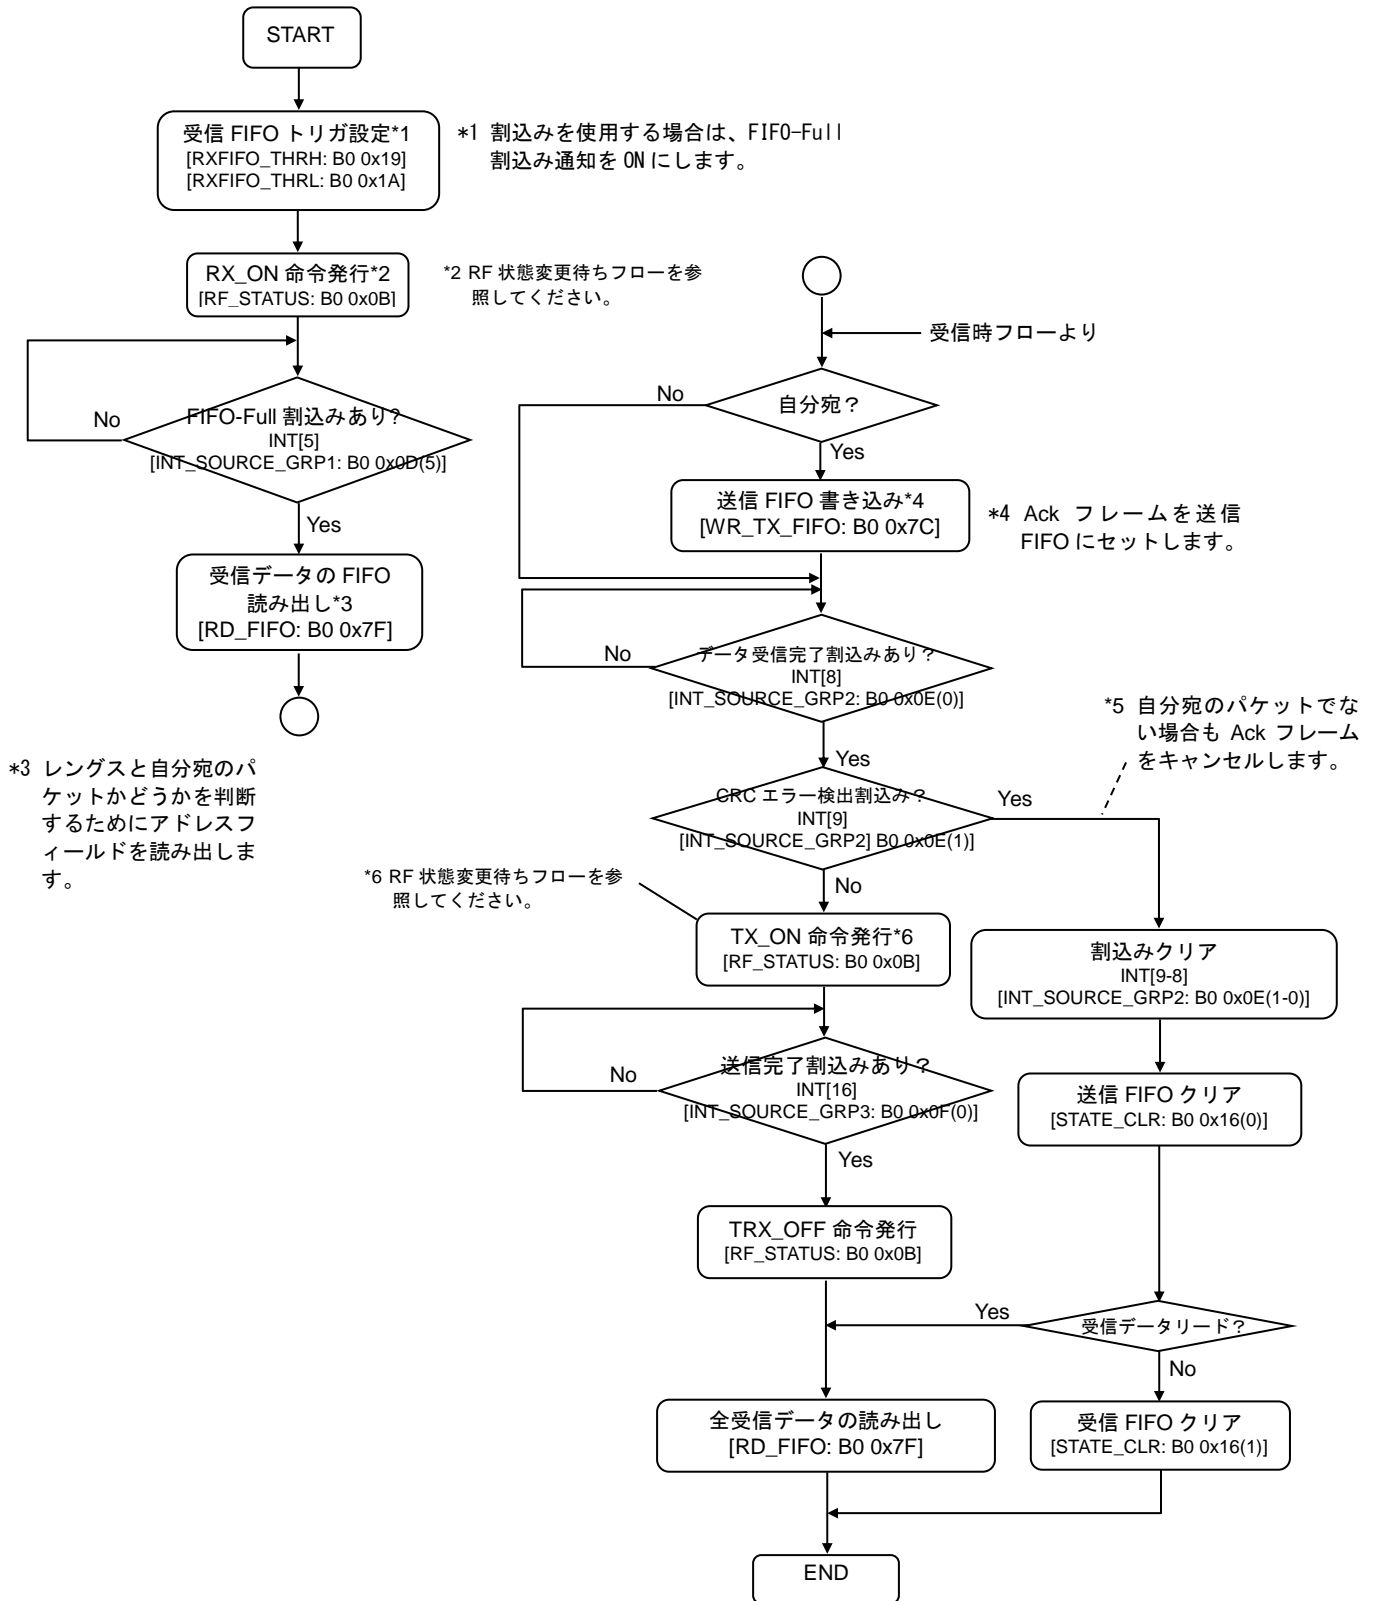 START
受信 FIFO トリガ設定*1
[RXFIFO_THRH: B0 0x19]
[RXFIFO_THRL: B0 0x1A]
*1 割込みを使用する場合は、FIFO-Full
割込み通知を ON にします。
RX_ON 命令発行*2
[RF_STATUS: B0 0x0B]
*2 RF 状態変更待ちフローを参
照してください。
No
FIFO-Full 割込みあり?
INT[5]
[INT_SOURCE_GRP1: B0 0x0D(5)]
Yes
受信データの FIFO
読み出し*3
[RD_FIFO: B0 0x7F]
*3 レングスと自分宛のパ
ケットかどうかを判断
するためにアドレスフ
ィールドを読み出しま
す。
受信時フローより
No
自分宛？
Yes
送信 FIFO 書き込み*4
[WR_TX_FIFO: B0 0x7C]
*4 Ack フレームを送信
FIFO にセットします。
No
データ受信完了割込みあり？
INT[8]
[INT_SOURCE_GRP2: B0 0x0E(0)]
Yes
*5 自分宛のパケットでな
い場合も Ack フレーム
をキャンセルします。
CRC エラー検出割込み？
INT[9]
[INT_SOURCE_GRP2] B0 0x0E(1)]
Yes
No
*6 RF 状態変更待ちフローを参
照してください。
TX_ON 命令発行*6
[RF_STATUS: B0 0x0B]
割込みクリア
INT[9-8]
[INT_SOURCE_GRP2: B0 0x0E(1-0)]
No
送信完了割込みあり？
INT[16]
[INT_SOURCE_GRP3: B0 0x0F(0)]
Yes
送信 FIFO クリア
[STATE_CLR: B0 0x16(0)]
TRX_OFF 命令発行
[RF_STATUS: B0 0x0B]
Yes
受信データリード？
No
全受信データの読み出し
[RD_FIFO: B0 0x7F]
受信 FIFO クリア
[STATE_CLR: B0 0x16(1)]
END